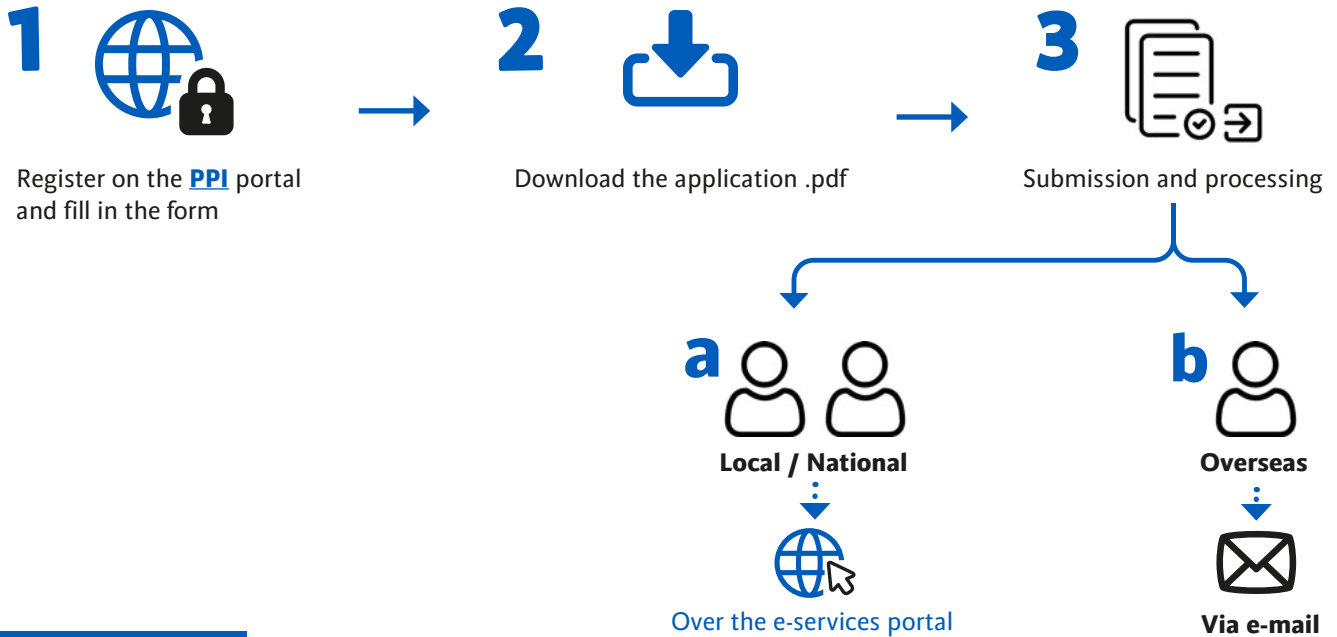 1
Register on the PPI portal
and fill in the form
2
Download the application .pdf
3
Submission and processing
a
Local / National
Over the e-services portal
b
Overseas
Via e-mail